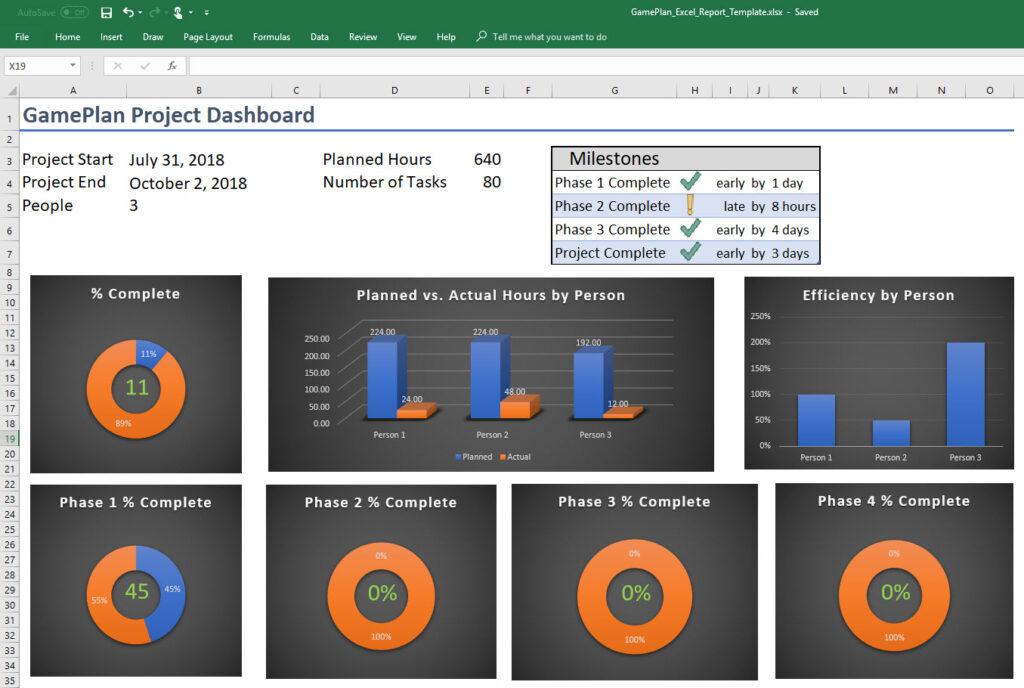 AutoSave Off
GamePlan_Excel_Report_Template.xlsx - Saved
File Home Insert Draw Page Layout Formulas Data Review View Help Tell me what you want to do
X19 fx
A B C D E F G H I J K L M N O
1 GamePlan Project Dashboard
2
3 Project Start July 31, 2018 Planned Hours 640 Milestones
4 Project End October 2, 2018 Number of Tasks 80 Phase 1 Complete early by 1 day
5 People 3 Phase 2 Complete late by 8 hours
6 Phase 3 Complete early by 4 days
7 Project Complete early by 3 days
8
9
10
11
12
13
14
15
16
17
18
19
20
21
22
23
24
25
26
27
28
29
30
31
32
33
34
35
% Complete
11%
11
89%
Planned vs. Actual Hours by Person
250.00
200.00
150.00
100.00
50.00
0.00
224.00 224.00 192.00
24.00 48.00 12.00
Person 1 Person 2 Person 3
Planned Actual
Efficiency by Person
250%
200%
150%
100%
50%
0%
Person 1 Person 2 Person 3
Phase 1 % Complete
45
45%
55%
Phase 2 % Complete
0%
0%
100%
Phase 3 % Complete
0%
0%
100%
Phase 4 % Complete
0%
0%
100%